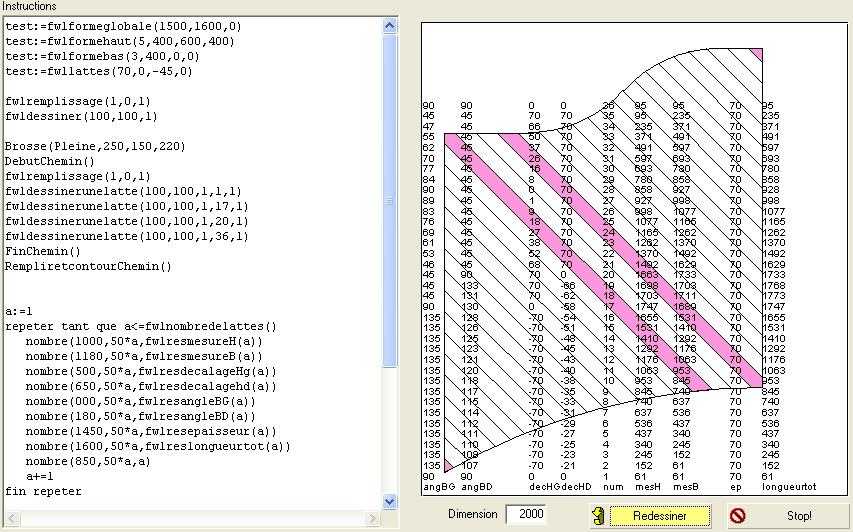 Instructions
test:=fwlformeglobale(1500,1600,0)
test:=fwlformehaut(5,400,600,400)
test:=fwlformebas(3,400,0,0)
test:=fwllattes(70,0,-45,0)
fwlremplissage(1,0,1)
fwldessiner(100,100,1)
Brosse(Pleine,250,150,220)
DebutChemin()
fwlremplissage(1,0,1)
fwldessinerunelatte(100,100,1,1,1)
fwldessinerunelatte(100,100,1,17,1)
fwldessinerunelatte(100,100,1,20,1)
fwldessinerunelatte(100,100,1,36,1)
FinChemin()
RempliretcontourChemin()
a:=1
repeter tant que a<=fwlnombredelattes()
nombre(1000,50*a,fwlresmesureH(a))
nombre(1180,50*a,fwlresmesureB(a))
nombre(500,50*a,fwlresdecalageHg(a))
nombre(650,50*a,fwlresdecalagehd(a))
nombre(000,50*a,fwlresangleBG(a))
nombre(180,50*a,fwlresangleBD(a))
nombre(1450,50*a,fwlresepaisseur(a))
nombre(1600,50*a,fwlreslongueurtot(a))
nombre(850,50*a,a)
a+=1
fin repeter
90 90 0 0 36 95 95 70 95
45 45 70 70 35 95 235 70 235
47 45 66 70 34 235 371 70 371
55 45 50 70 33 371 491 70 491
62 45 37 70 32 491 597 70 597
70 45 26 70 31 597 693 70 693
77 45 16 70 30 693 780 70 780
84 45 8 70 29 780 858 70 858
90 45 0 70 28 858 927 70 928
89 45 1 70 27 927 998 70 998
83 45 9 70 26 998 1077 70 1077
76 45 18 70 25 1077 1165 70 1165
69 45 27 70 24 1165 1262 70 1262
61 45 38 70 23 1262 1370 70 1370
53 45 52 70 22 1370 1492 70 1492
46 45 68 70 21 1492 1629 70 1629
45 90 70 0 20 1663 1733 70 1733
45 133 70 -66 19 1698 1703 70 1768
45 131 70 -62 18 1703 1711 70 1773
90 130 0 -58 17 1747 1689 70 1747
135 128 -70 -54 16 1655 1531 70 1655
135 126 -70 -51 15 1531 1410 70 1531
135 125 -70 -48 14 1410 1292 70 1410
135 123 -70 -45 13 1292 1176 70 1292
135 121 -70 -43 12 1176 1063 70 1176
135 120 -70 -40 11 1063 953 70 1063
135 118 -70 -38 10 953 845 70 953
135 117 -70 -35 9 845 740 70 845
135 115 -70 -33 8 740 637 70 740
135 114 -70 -31 7 637 536 70 637
135 112 -70 -29 6 536 437 70 536
135 111 -70 -27 5 437 340 70 437
135 110 -70 -25 4 340 245 70 340
135 108 -70 -23 3 245 152 70 245
135 107 -70 -21 2 152 61 70 152
90 90 0 0 1 61 61 70 61
angBG angBD decHG decHD num mesH mesB ep longueurtot
Dimension 2000 Redessiner Stop!